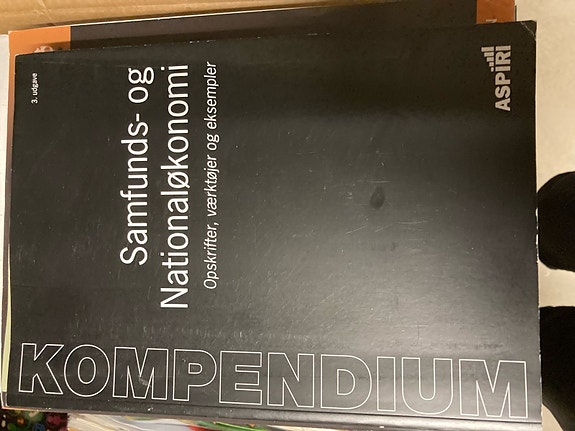 3. udgave
Samfunds- og
Nationaløkonomi
Opskrifter, værktøjer og eksempler
ASPIRI
KOMPENDIUM